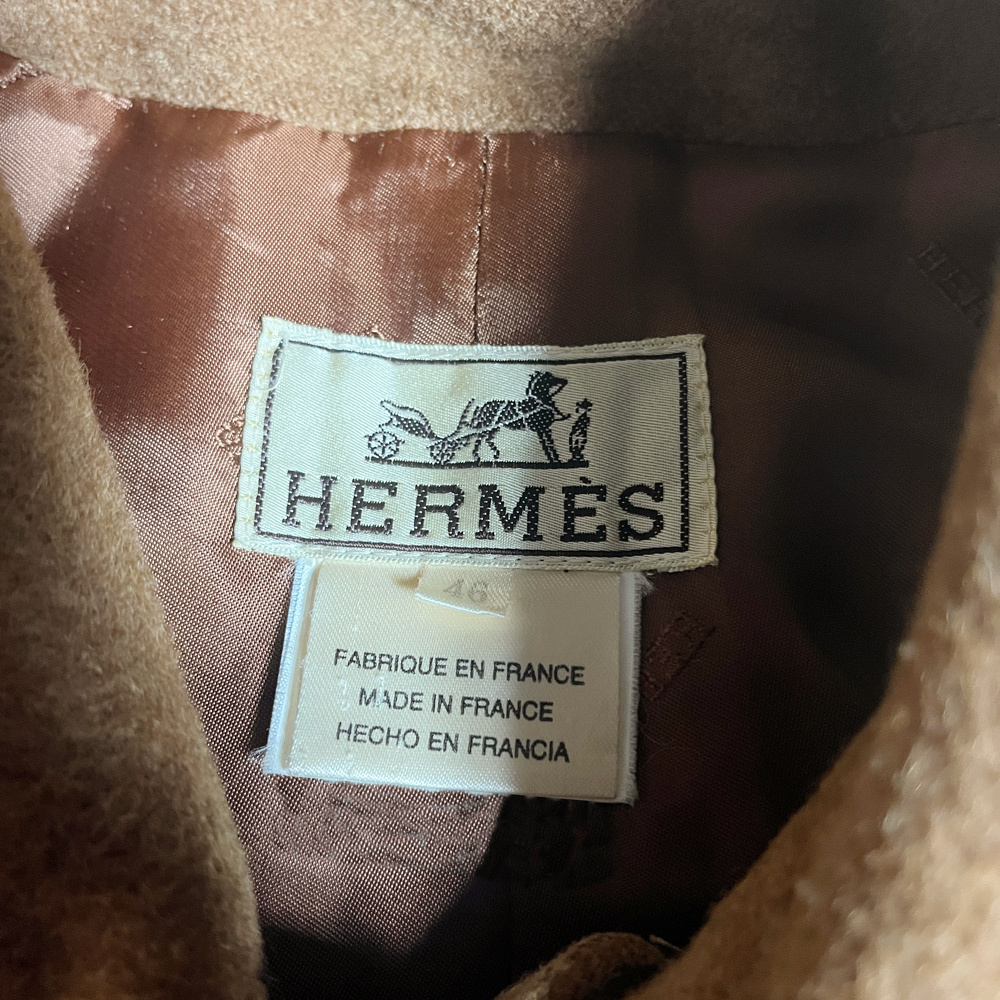 HERMÈS
46
FABRIQUE EN FRANCE
MADE IN FRANCE
HECHO EN FRANCIA